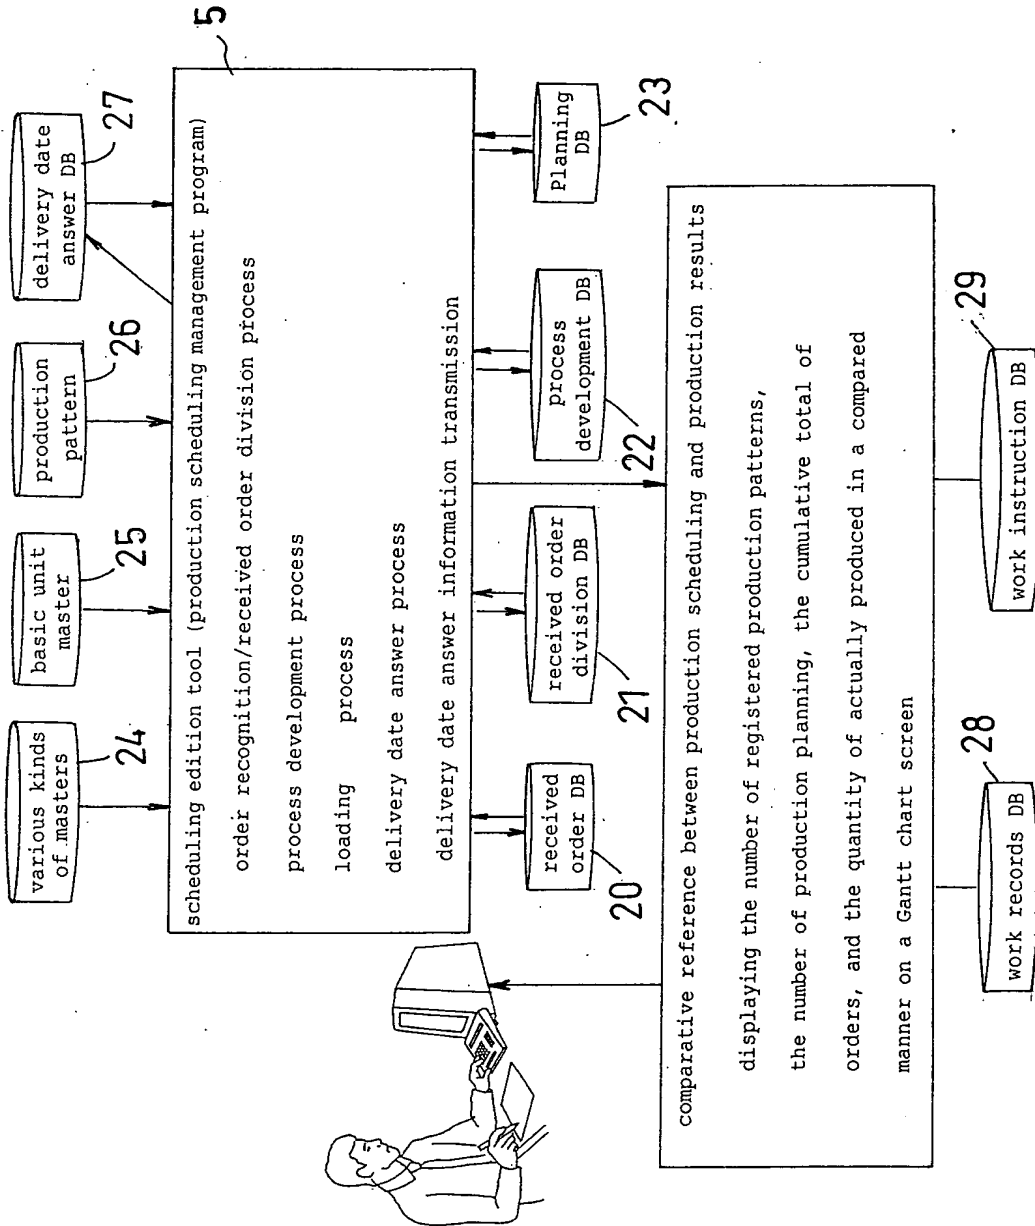 various kinds
of masters
24
basic unit
master
25
production
pattern
26
delivery date
answer DB
27
5
scheduling edition tool (production scheduling management program)
order recognition/received order division process
process development process
loading process
delivery date answer process
delivery date answer information transmission
received
order DB
20
received order
division DB
21
process
development DB
22
Planning
DB
23
comparative reference between production scheduling and production results
displaying the number of registered production patterns,
the number of production planning, the cumulative total of
orders, and the quantity of actually produced in a compared
manner on a Gantt chart screen
work records DB
28
work instruction DB
29